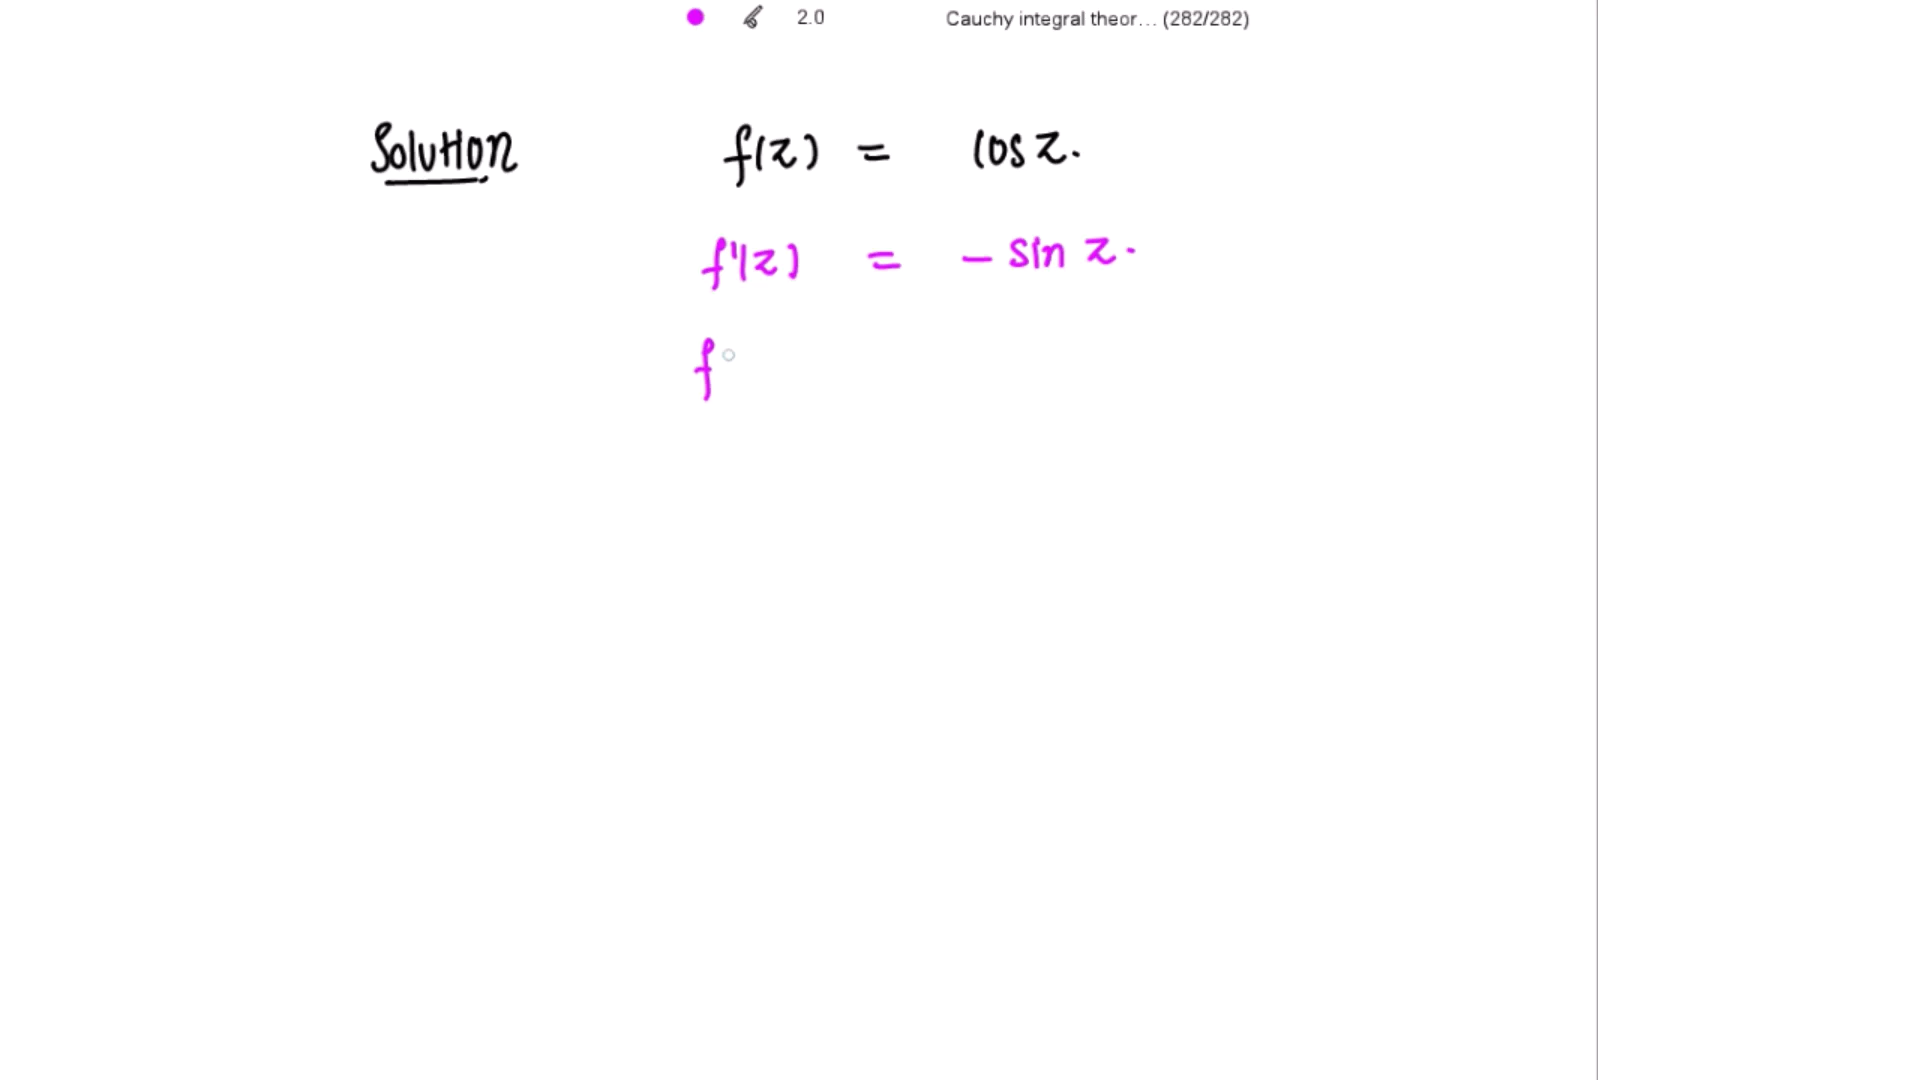 2.0 Cauchy integral theor... (282/282)
Solution f(z) = cos z.
f'(z) = - sin z.
f